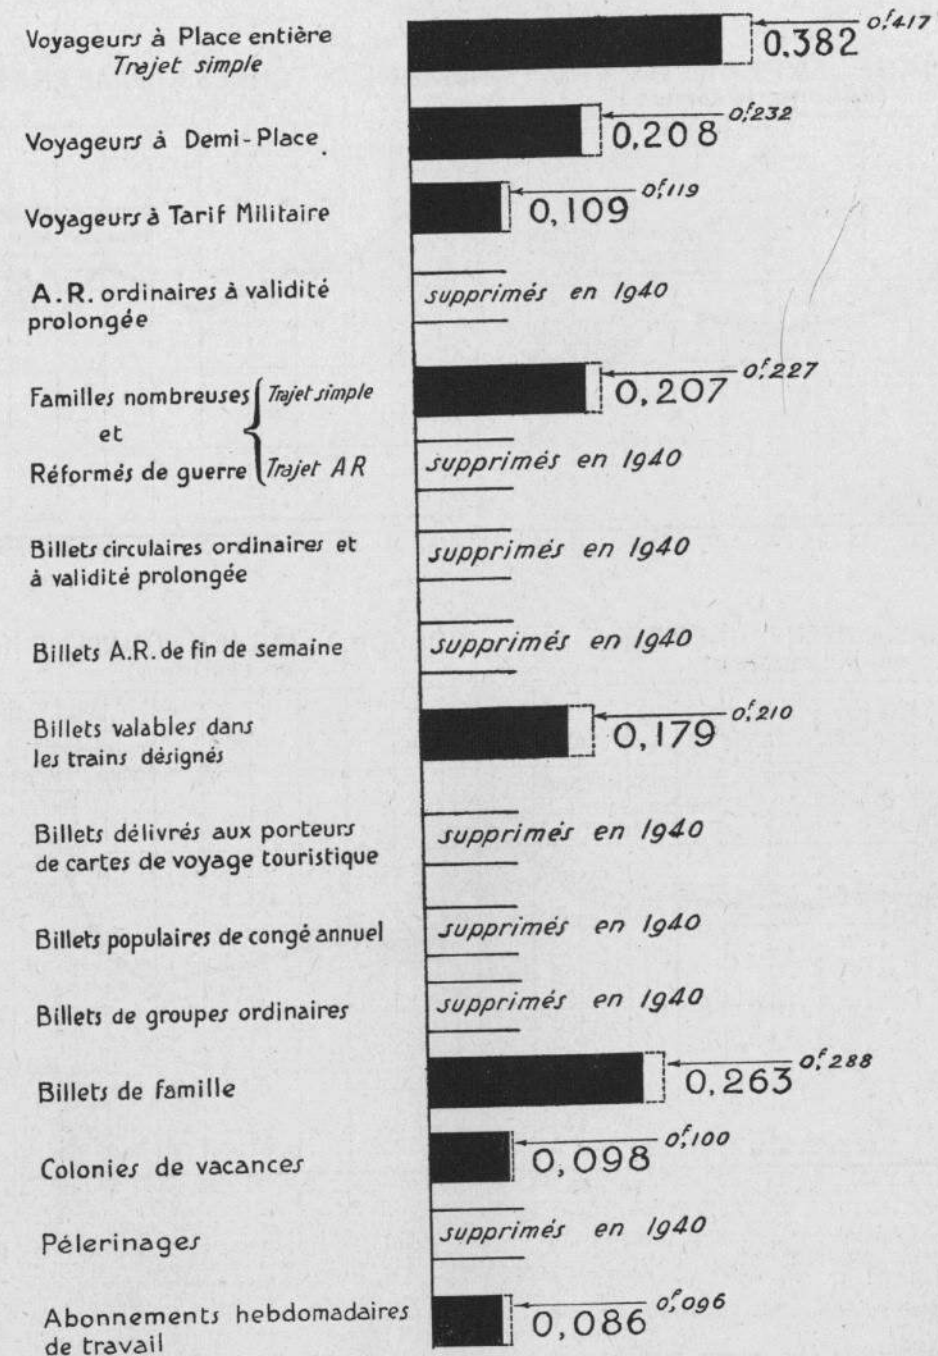 Voyageurs à Place entière
Trajet simple
0f,417
0,382
Voyageurs à Demi-Place.
0f,232
0,208
Voyageurs à Tarif Militaire
0f,119
0,109
A.R. ordinaires à validité
prolongée
supprimés en 1940
Familles nombreuses
et
Réformés de guerre
Trajet simple
0f,227
0,207
Trajet AR
supprimés en 1940
Billets circulaires ordinaires et
à validité prolongée
supprimés en 1940
Billets A.R. de fin de semaine
supprimés en 1940
Billets valables dans
les trains désignés
0f,210
0,179
Billets délivrés aux porteurs
de cartes de voyage touristique
supprimés en 1940
Billets populaires de congé annuel
supprimés en 1940
Billets de groupes ordinaires
supprimés en 1940
Billets de famille
0f,288
0,263
Colonies de vacances
0f,100
0,098
Pélerinages
supprimés en 1940
Abonnements hebdomadaires
de travail
0f,096
0,086